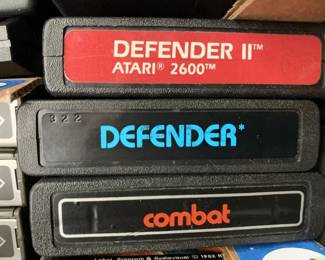 DEFENDER II™
ATARI® 2600™
322
DEFENDER*
combat